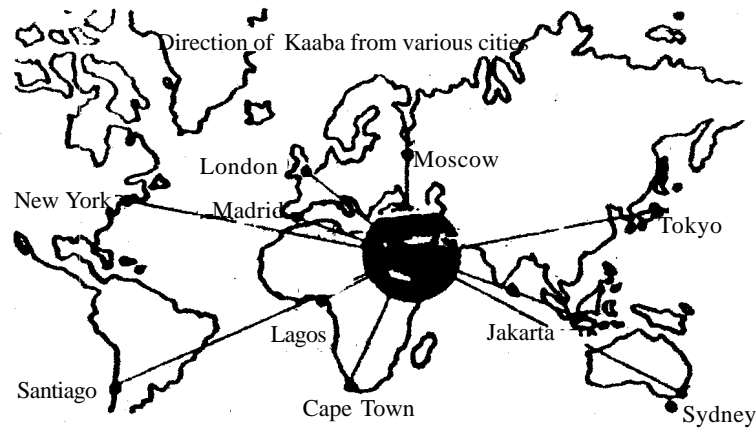 Direction of Kaaba from various cities
London
Moscow
New York
Madrid
Tokyo
Lagos
Jakarta
Santiago
Cape Town
Sydney